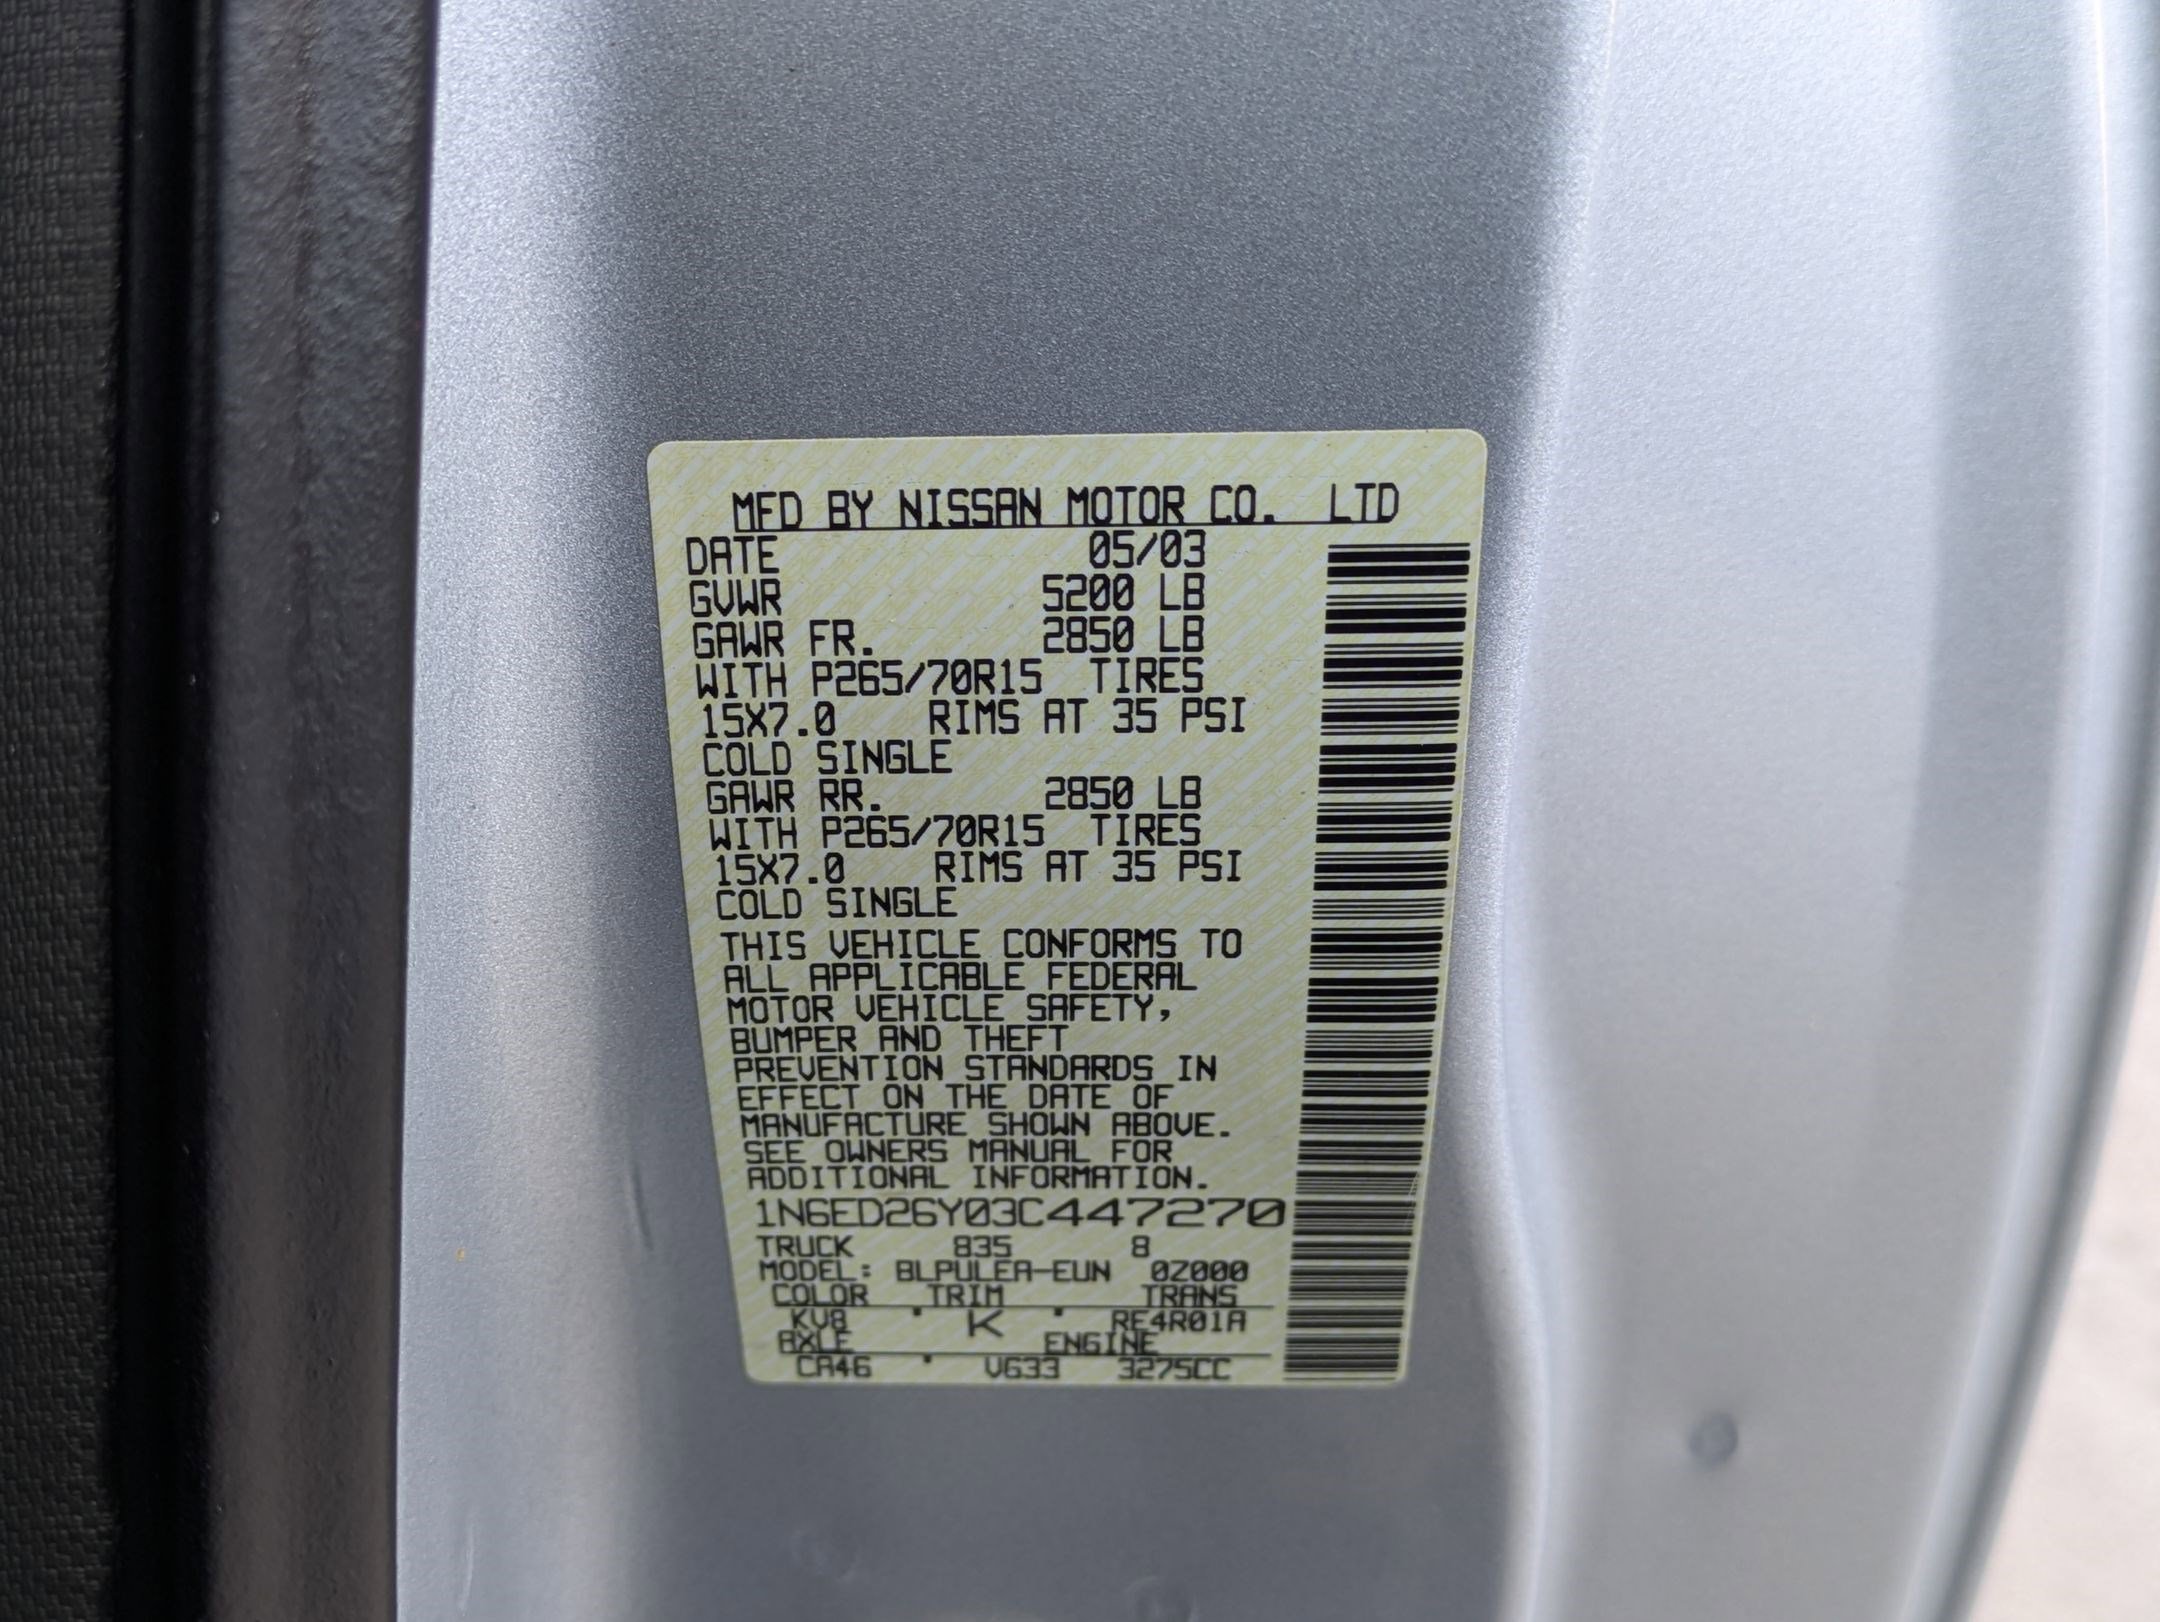 MFD BY NISSAN MOTOR CO. LTD
DATE 05/03
GVWR 5200 LB
GAWR FR. 2850 LB
WITH P265/70R15 TIRES
15X7.0 RIMS AT 35 PSI
COLD SINGLE
GAWR RR. 2850 LB
WITH P265/70R15 TIRES
15X7.0 RIMS AT 35 PSI
COLD SINGLE
THIS VEHICLE CONFORMS TO
ALL APPLICABLE FEDERAL
MOTOR VEHICLE SAFETY,
BUMPER AND THEFT
PREVENTION STANDARDS IN
EFFECT ON THE DATE OF
MANUFACTURE SHOWN ABOVE.
SEE OWNERS MANUAL FOR
ADDITIONAL INFORMATION.
1N6ED26Y03C447270
TRUCK 835 8
MODEL: BLPULEA-EUN 0Z000
COLOR TRIM TRANS
KV8 K RE4R01A
AXLE ENGINE
CA46 VG33 3275CC